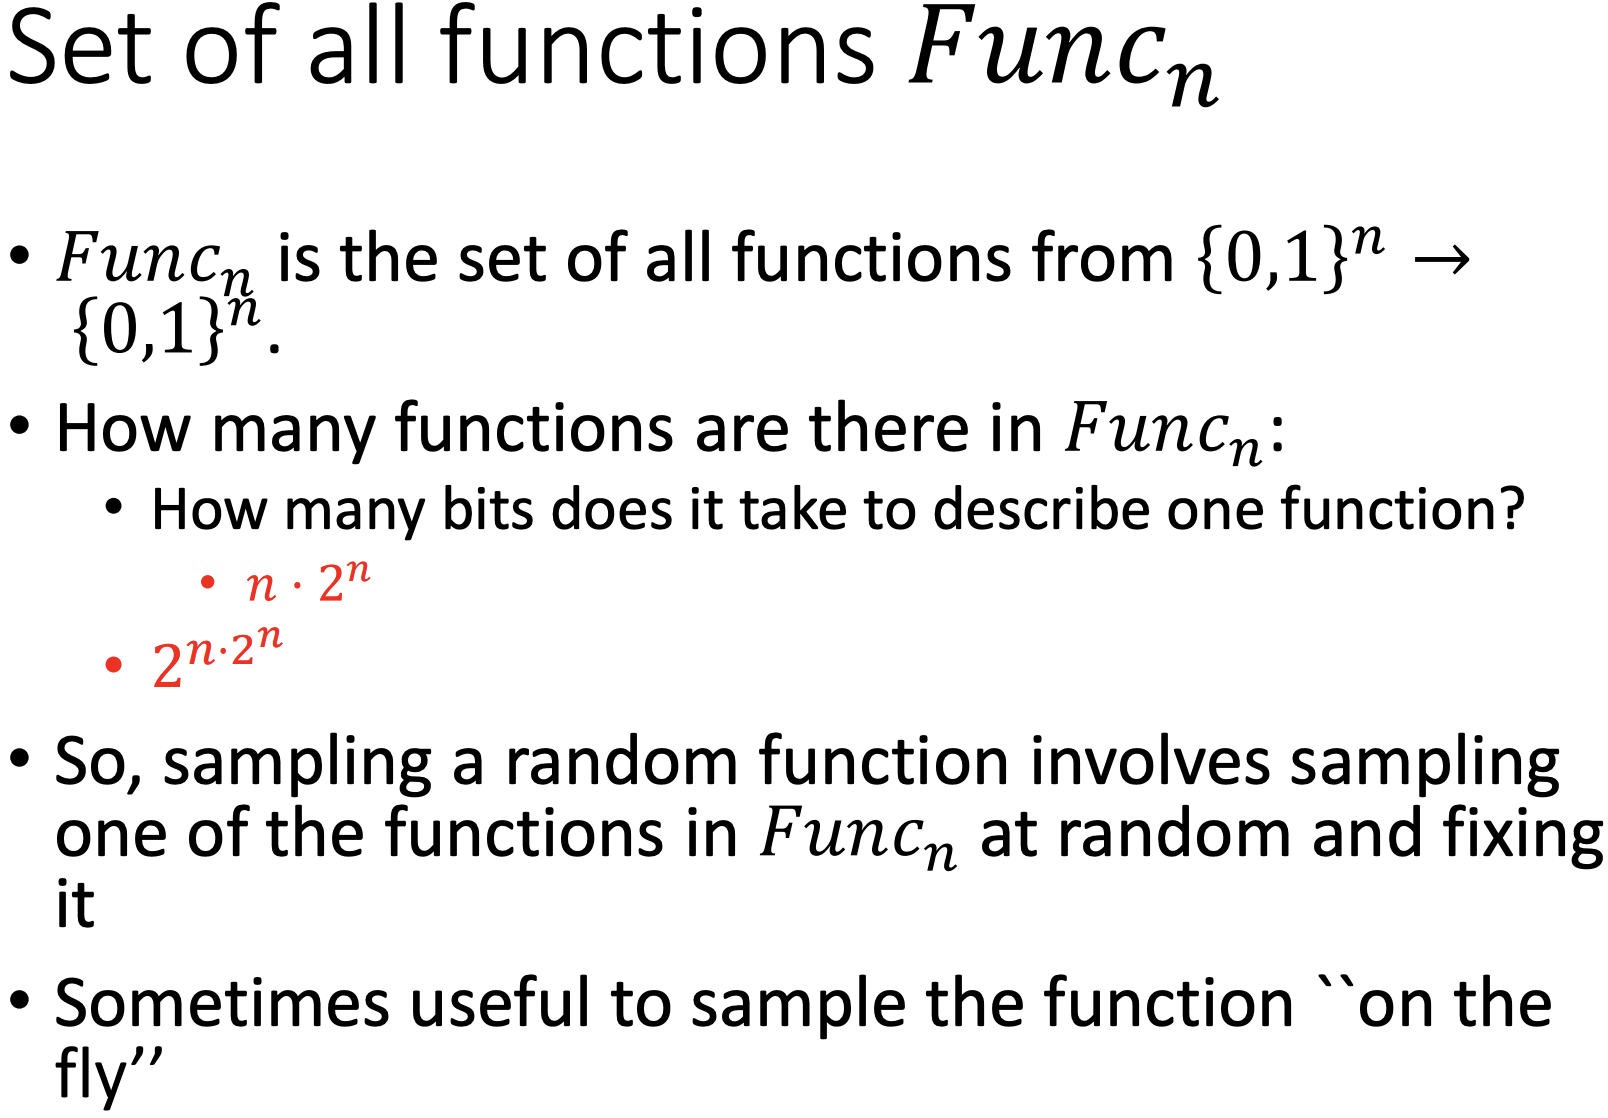 Set of all functions $Func_n$
• $Func_n$ is the set of all functions from $\{0,1\}^n \to$
$\{0,1\}^n$.
• How many functions are there in $Func_n$:
• How many bits does it take to describe one function?
• $n \cdot 2^n$
• $2^{n \cdot 2^n}$
• So, sampling a random function involves sampling
one of the functions in $Func_n$ at random and fixing
it
• Sometimes useful to sample the function ``on the
fly’’